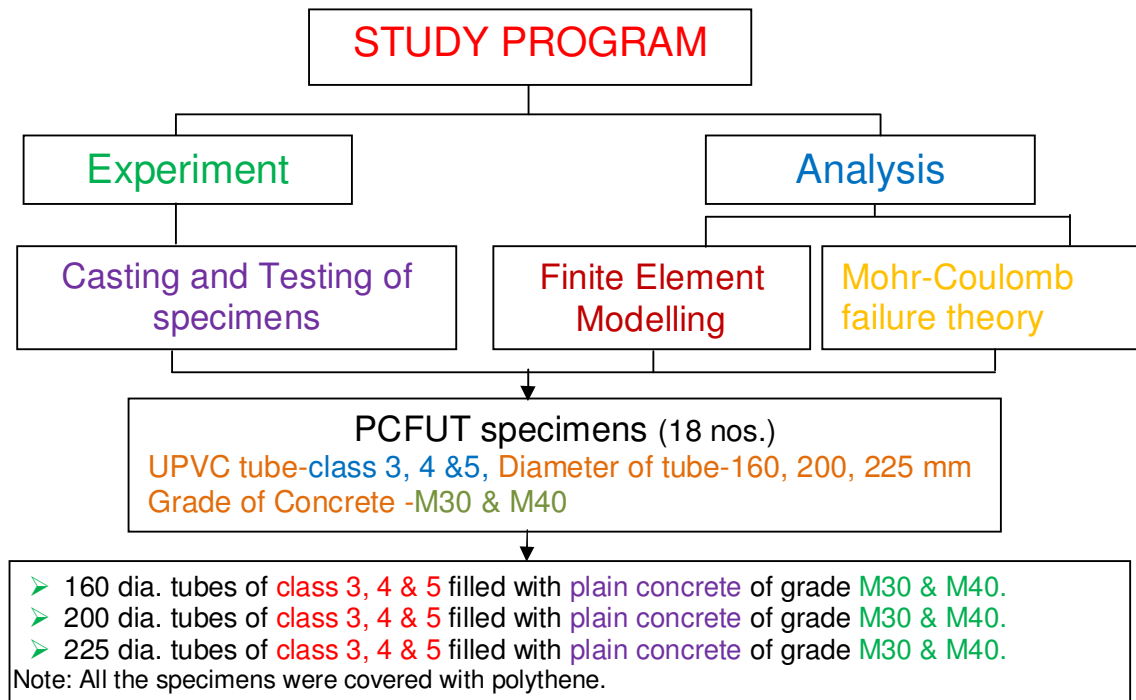 STUDY PROGRAM
Experiment
Analysis
Casting and Testing of
specimens
Finite Element
Modelling
Mohr-Coulomb
failure theory
PCFUT specimens (18 nos.)
UPVC tube-class 3, 4 &5, Diameter of tube-160, 200, 225 mm
Grade of Concrete -M30 & M40
➢ 160 dia. tubes of class 3, 4 & 5 filled with plain concrete of grade M30 & M40.
➢ 200 dia. tubes of class 3, 4 & 5 filled with plain concrete of grade M30 & M40.
➢ 225 dia. tubes of class 3, 4 & 5 filled with plain concrete of grade M30 & M40.
Note: All the specimens were covered with polythene.